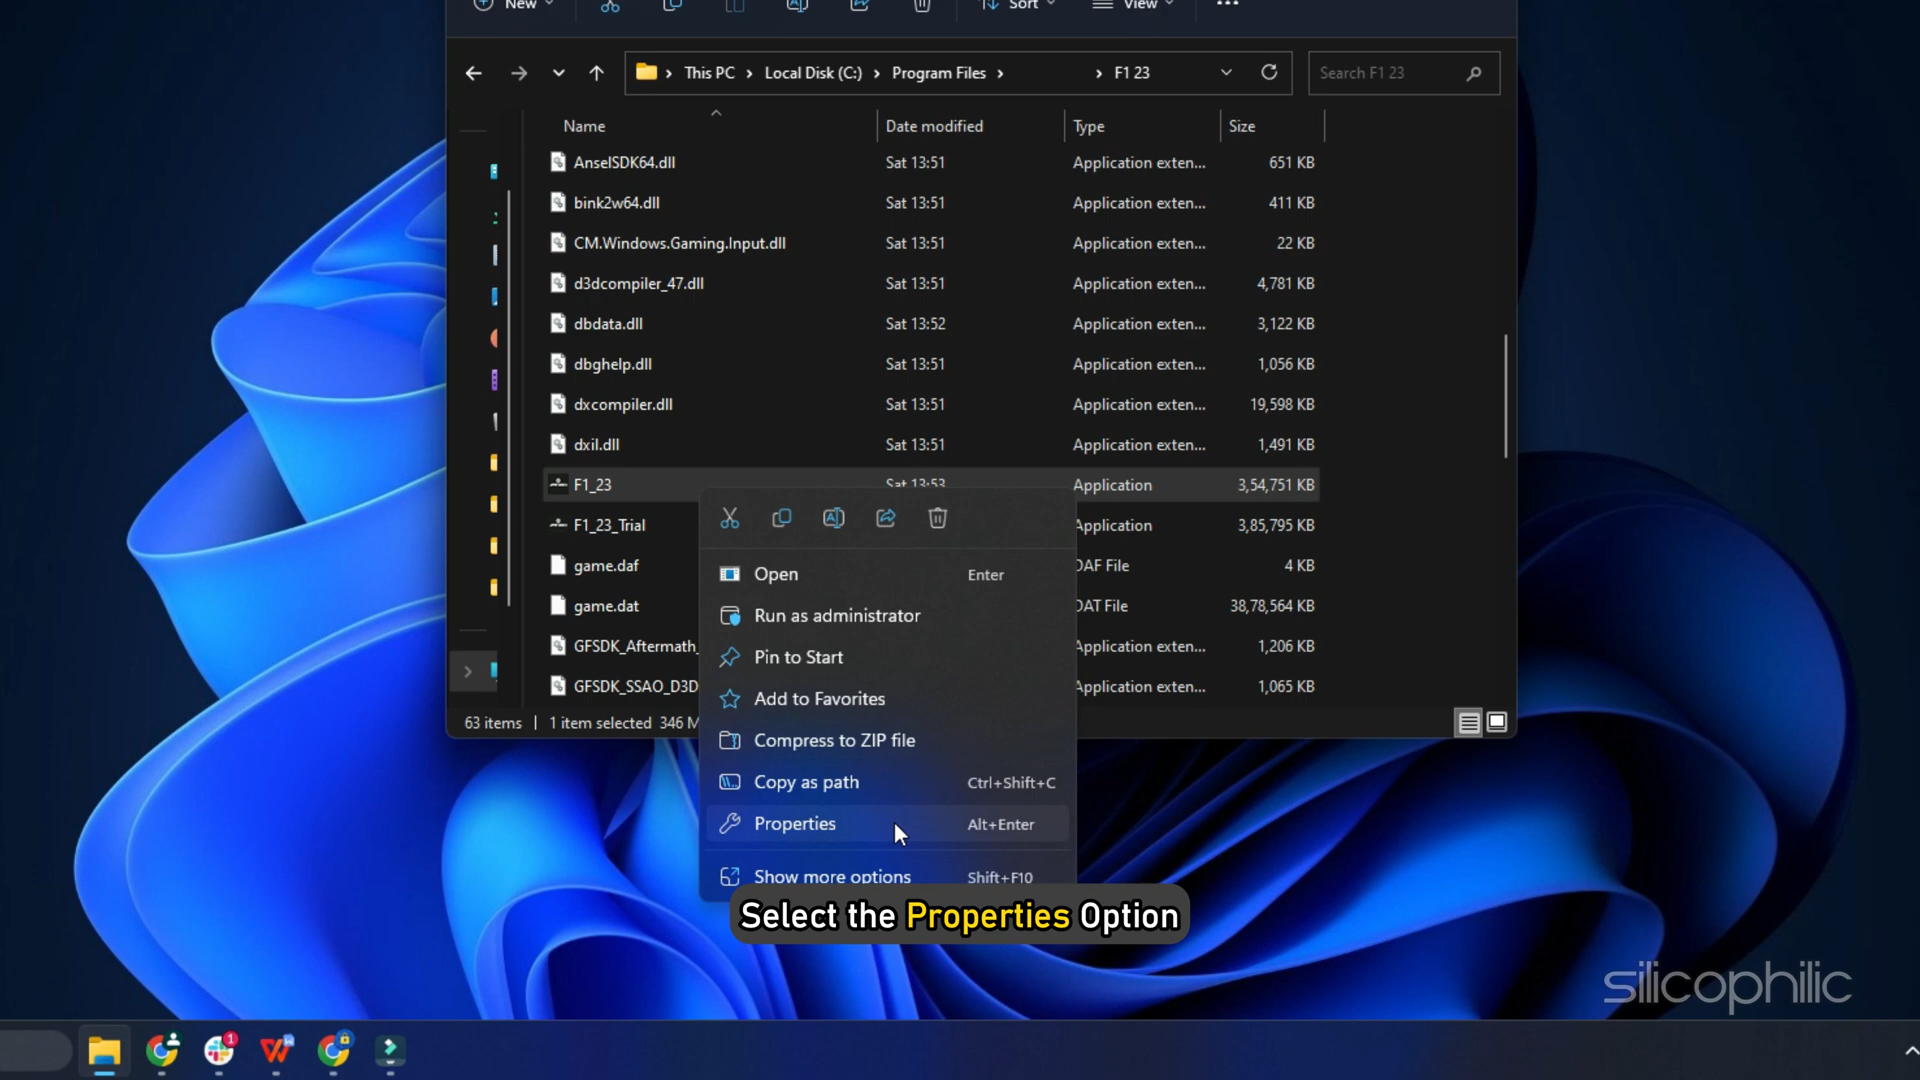 New
Sort
View
This PC > Local Disk (C:) > Program Files > > F1 23
Search F1 23
Name Date modified Type Size
AnselSDK64.dll Sat 13:51 Application exten... 651 KB
bink2w64.dll Sat 13:51 Application exten... 411 KB
CM.Windows.Gaming.Input.dll Sat 13:51 Application exten... 22 KB
d3dcompiler_47.dll Sat 13:51 Application exten... 4,781 KB
dbdata.dll Sat 13:52 Application exten... 3,122 KB
dbghelp.dll Sat 13:51 Application exten... 1,056 KB
dxcompiler.dll Sat 13:51 Application exten... 19,598 KB
dxil.dll Sat 13:51 Application exten... 1,491 KB
F1_23 Sat 13:53 Application 3,54,751 KB
F1_23_Trial Application 3,85,795 KB
game.daf DAF File 4 KB
game.dat DAT File 38,78,564 KB
GFSDK_Aftermath_ Application exten... 1,206 KB
GFSDK_SSAO_D3D Application exten... 1,065 KB
63 items | 1 item selected 346 M
Open Enter
Run as administrator
Pin to Start
Add to Favorites
Compress to ZIP file
Copy as path Ctrl+Shift+C
Properties Alt+Enter
Show more options Shift+F10
Select the Properties Option
silicophilic
1